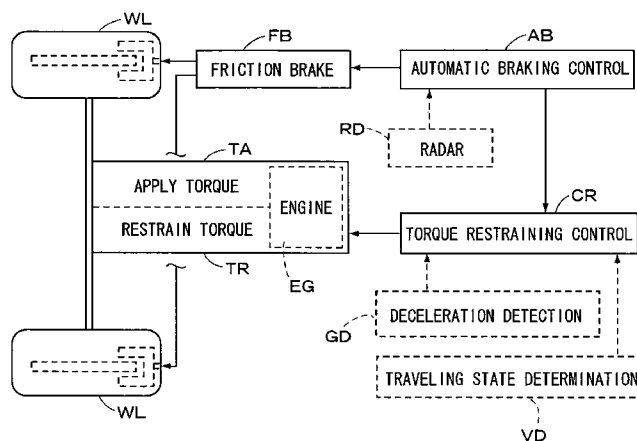 WL
FB
AB
FRICTION BRAKE
AUTOMATIC BRAKING CONTROL
RD
RADAR
TA
CR
APPLY TORQUE
ENGINE
RESTRAIN TORQUE
TORQUE RESTRAINING CONTROL
TR
EG
DECELERATION DETECTION
GD
TRAVELING STATE DETERMINATION
WL
VD